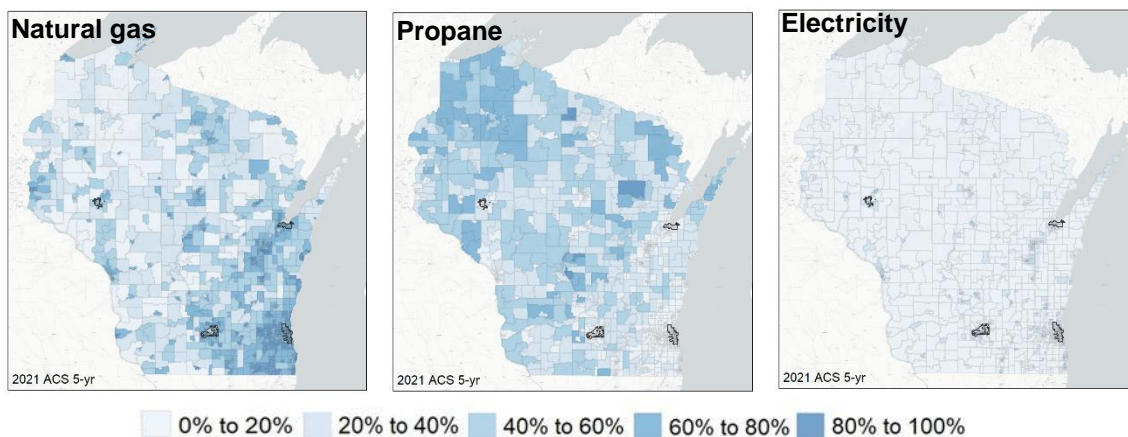 Natural gas
Propane
Electricity
2021 ACS 5-yr
2021 ACS 5-yr
2021 ACS 5-yr
0% to 20%
20% to 40%
40% to 60%
60% to 80%
80% to 100%